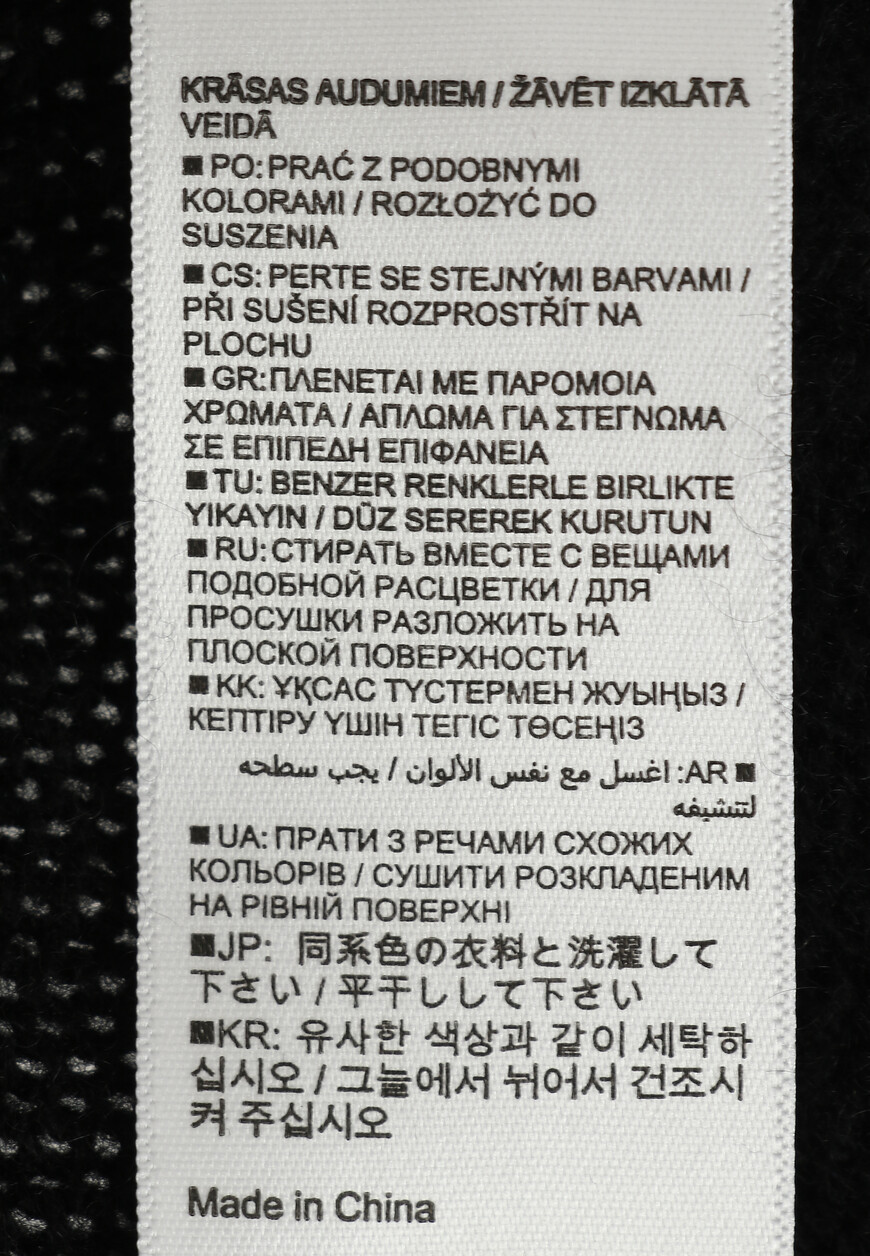 KRĀSAS AUDUMIEM / ŽĀVĒT IZKLĀTĀ
VEIDĀ
■ PO: PRAĆ Z PODOBNYMI
KOLORAMI / ROZŁOŻYĆ DO
SUSZENIA
■ CS: PERTE SE STEJNÝMI BARVAMI /
PŘI SUŠENÍ ROZPROSTŘÍT NA
PLOCHU
■ GR: ΠΛΕΝΕΤΑΙ ΜΕ ΠΑΡΟΜΟΙΑ
ΧΡΩΜΑΤΑ / ΑΠΛΩΜΑ ΓΙΑ ΣΤΕΓΝΩΜΑ
ΣΕ ΕΠΙΠΕΔΗ ΕΠΙΦΑΝΕΙΑ
■ TU: BENZER RENKLERLE BIRLIKTE
YIKAYIN / DÜZ SEREREK KURUTUN
■ RU: СТИРАТЬ ВМЕСТЕ С ВЕЩАМИ
ПОДОБНОЙ РАСЦВЕТКИ / ДЛЯ
ПРОСУШКИ РАЗЛОЖИТЬ НА
ПЛОСКОЙ ПОВЕРХНОСТИ
■ KK: ҰҚСАС ТҮСТЕРМЕН ЖУЫҢЫЗ /
КЕПТІРУ ҮШІН ТЕГІС ТӨСЕҢІЗ
■ AR: اغسل مع نفس الألوان / يجب سطحه
لتنشيفه
■ UA: ПРАТИ З РЕЧАМИ СХОЖИХ
КОЛЬОРІВ / СУШИТИ РОЗКЛАДЕНИМ
НА РІВНІЙ ПОВЕРХНІ
■JP: 同系色の衣料と洗濯して
下さい / 平干ししして下さい
■KR: 유사한 색상과 같이 세탁하
십시오 / 그늘에서 뉘어서 건조시
켜 주십시오
Made in China